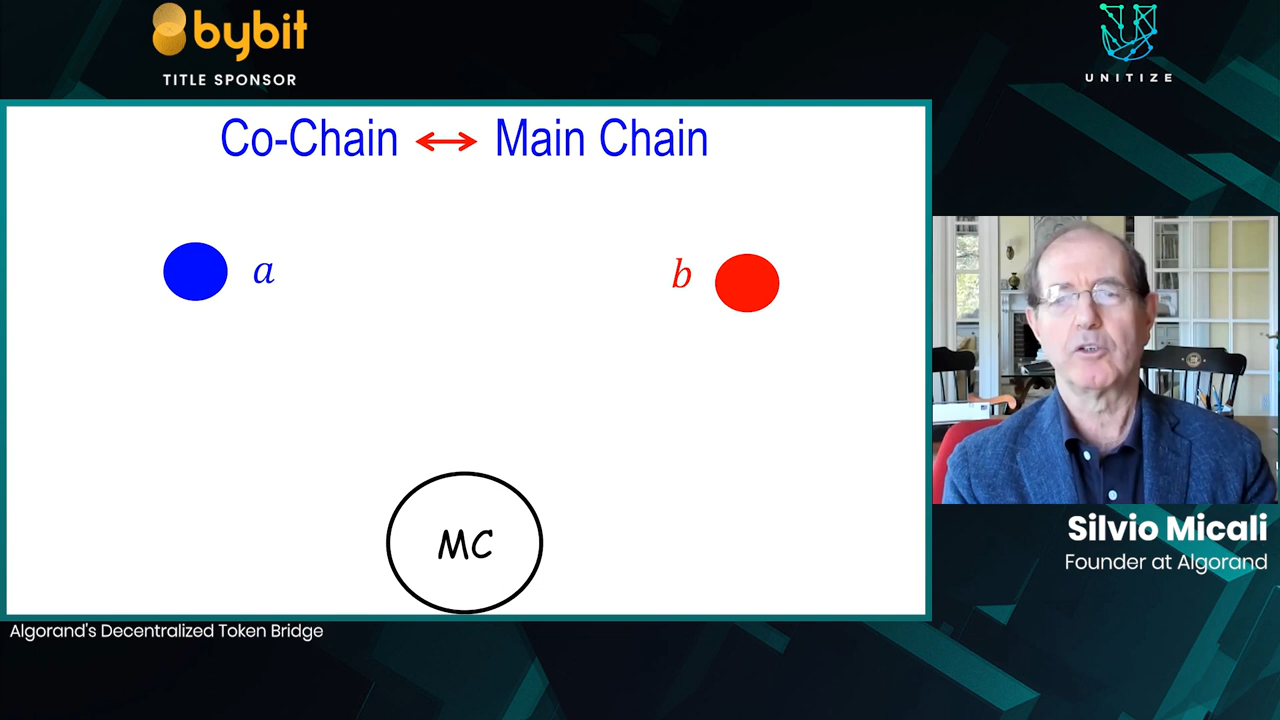 bybit
TITLE SPONSOR
UNITIZE
Co-Chain ↔ Main Chain
a
b
MC
Silvio Micali
Founder at Algorand
Algorand's Decentralized Token Bridge